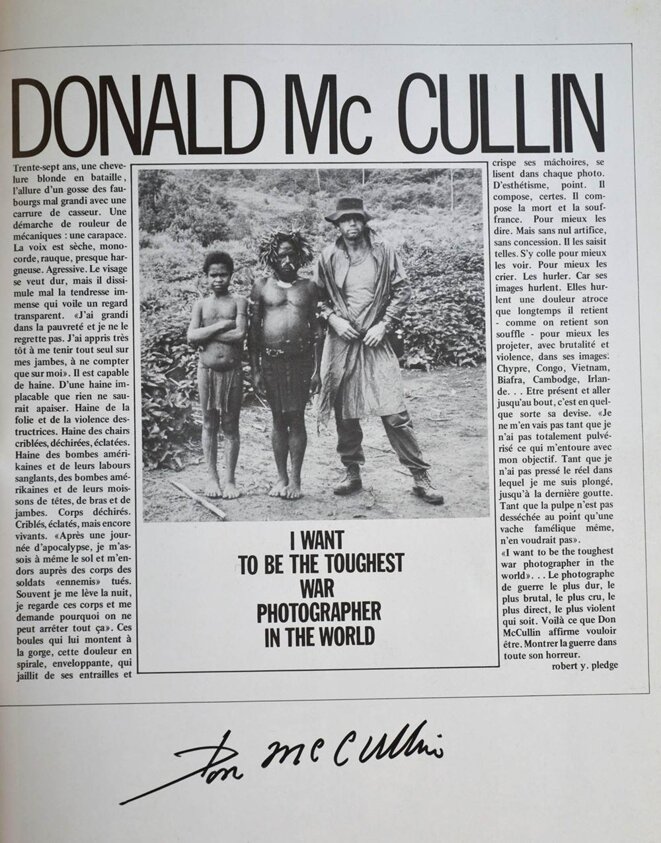 DONALD Mc CULLIN
Trente-sept ans, une cheve-
lure blonde en bataille,
l'allure d'un gosse des fau-
bourgs mal grandi avec une
carrure de casseur. Une
démarche de rouleur de
mécaniques : une carapace.
La voix est sèche, mono-
corde, rauque, presque har-
gneuse. Agressive. Le visage
se veut dur, mais il dissi-
mule mal la tendresse im-
mense qui voile un regard
transparent. «J'ai grandi
dans la pauvreté et je ne le
regrette pas. J'ai appris très
tôt à me tenir tout seul sur
mes jambes, à ne compter
que sur moi». Il est capable
de haine. D'une haine im-
placable que rien ne sau-
rait apaiser. Haine de la
folie et de la violence des-
tructrices. Haine des chairs
criblées, déchirées, éclatées.
Haine des bombes améri-
kaines et de leurs labours
sanglants, des bombes amé-
rikaines et de leurs mois-
sons de têtes, de bras et de
jambes. Corps déchirés.
Criblés, éclatés, mais encore
vivants. «Après une jour-
née d'apocalypse, je m'as-
sois à même le sol et m'en-
dors auprès des corps des
soldats «ennemis» tués.
Souvent je me lève la nuit,
je regarde ces corps et me
demande pourquoi on ne
peut arrêter tout ça». Ces
boules qui lui montent à
la gorge, cette douleur en
spirale, enveloppante, qui
jaillit de ses entrailles et
I WANT
TO BE THE TOUGHEST
WAR
PHOTOGRAPHER
IN THE WORLD
crispe ses mâchoires, se
lisent dans chaque photo.
D'esthétisme, point. Il
compose, certes. Il com-
pose la mort et la souf-
france. Pour mieux les
dire. Mais sans nul artifice,
sans concession. Il les saisit
telles. S'y colle pour mieux
les voir. Pour mieux les
crier. Les hurler. Car ses
images hurlent. Elles hur-
lent une douleur atroce
que longtemps il retient
- comme on retient son
souffle - pour mieux les
projeter, avec brutalité et
violence, dans ses images:
Chypre, Congo, Vietnam,
Biafra, Cambodge, Irlan-
de. . . Etre présent et aller
jusqu'au bout, c'est en quel-
que sorte sa devise. «Je
ne m'en vais pas tant que je
n'ai pas totalement pulvé-
risé ce qui m'entoure avec
mon objectif. Tant que je
n'ai pas pressé le réel dans
lequel je me suis plongé,
jusqu'à la dernière goutte.
Tant que la pulpe n'est pas
desséchée au point qu'une
vache famélique même,
n'en voudrait pas».
«I want to be the toughest
war photographer in the
world». . . Le photographe
de guerre le plus dur, le
plus brutal, le plus cru, le
plus direct, le plus violent
qui soit. Voilà ce que Don
McCullin affirme vouloir
être. Montrer la guerre dans
toute son horreur.
robert y. pledge
Don McCullin